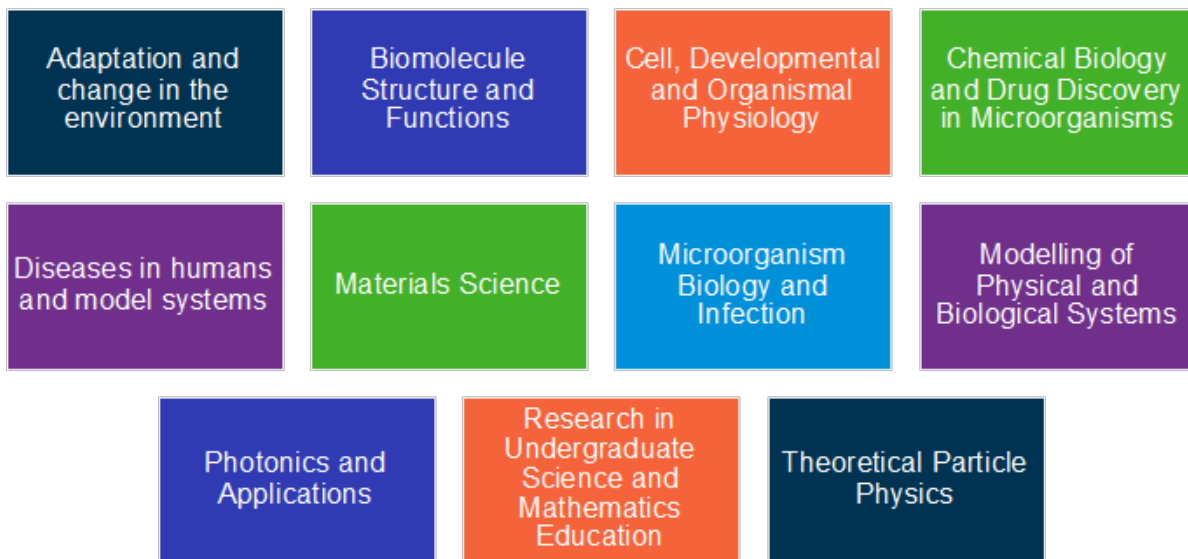 Adaptation and
change in the
environment
Biomolecule
Structure and
Functions
Cell, Developmental
and Organismal
Physiology
Chemical Biology
and Drug Discovery
in Microorganisms
Diseases in humans
and model systems
Materials Science
Microorganism
Biology and
Infection
Modelling of
Physical and
Biological Systems
Photonics and
Applications
Research in
Undergraduate
Science and
Mathematics
Education
Theoretical Particle
Physics